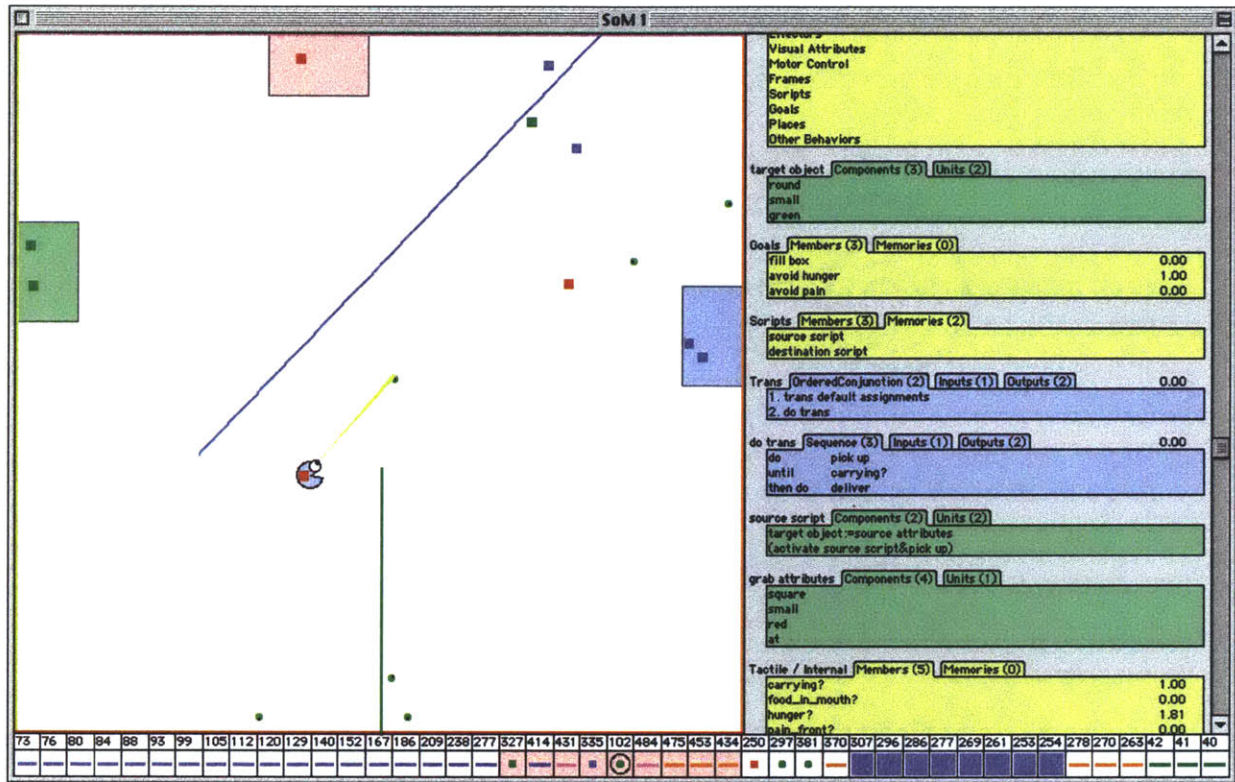 SoM 1
Effectors
Visual Attributes
Motor Control
Frames
Scripts
Goals
Places
Other Behaviors
target object Components (3) Units (2)
round
small
green
Goals Members (3) Memories (0)
fill box 0.00
avoid hunger 1.00
avoid pain 0.00
Scripts Members (3) Memories (2)
source script
destination script
Trans OrderedConjunction (2) Inputs (1) Outputs (2) 0.00
1. trans default assignments
2. do trans
do trans Sequence (3) Inputs (1) Outputs (2) 0.00
do pick up
until carrying?
then do deliver
source script Components (2) Units (2)
target object:=source attributes
(activate source script&pick up)
grab attributes Components (4) Units (1)
square
small
red
at
Tactile / Internal Members (5) Memories (0)
carrying? 1.00
food_in_mouth? 0.00
hunger? 1.81
pain_front? 0.00
73 76 80 84 88 93 99 105 112 120 129 140 152 167 186 209 238 277 327 414 431 335 102 484 475 453 434 250 297 381 370 307 296 286 277 269 261 253 254 278 270 263 42 41 40